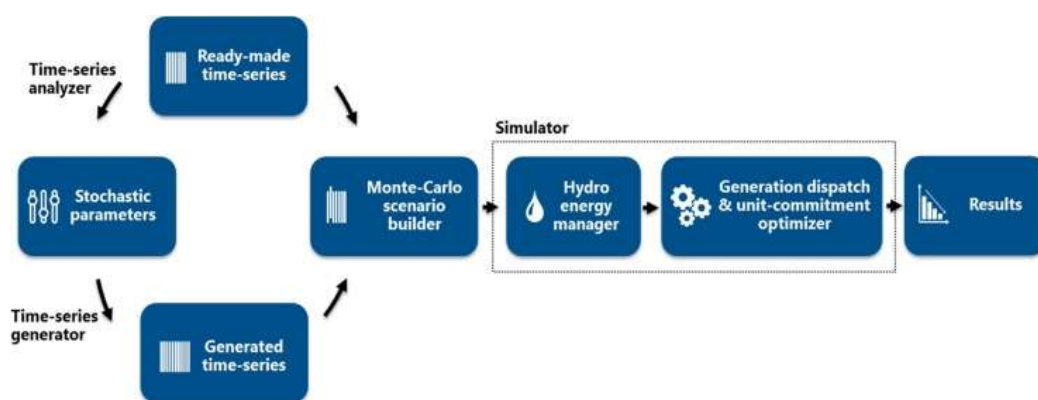 Ready-made
time-series
Time-series
analyzer
Stochastic
parameters
Time-series
generator
Generated
time-series
Monte-Carlo
scenario
builder
Simulator
Hydro
energy
manager
Generation dispatch
& unit-commitment
optimizer
Results